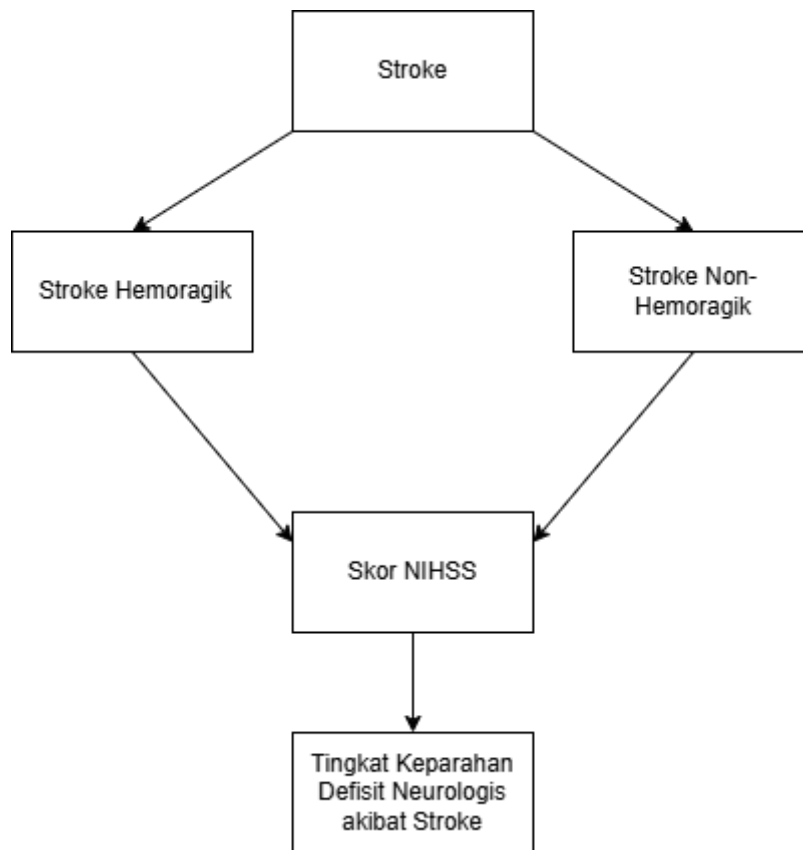 Stroke
Stroke Hemoragik
Stroke Non-
Hemoragik
Skor NIHSS
Tingkat Keparahan
Defisit Neurologis
akibat Stroke